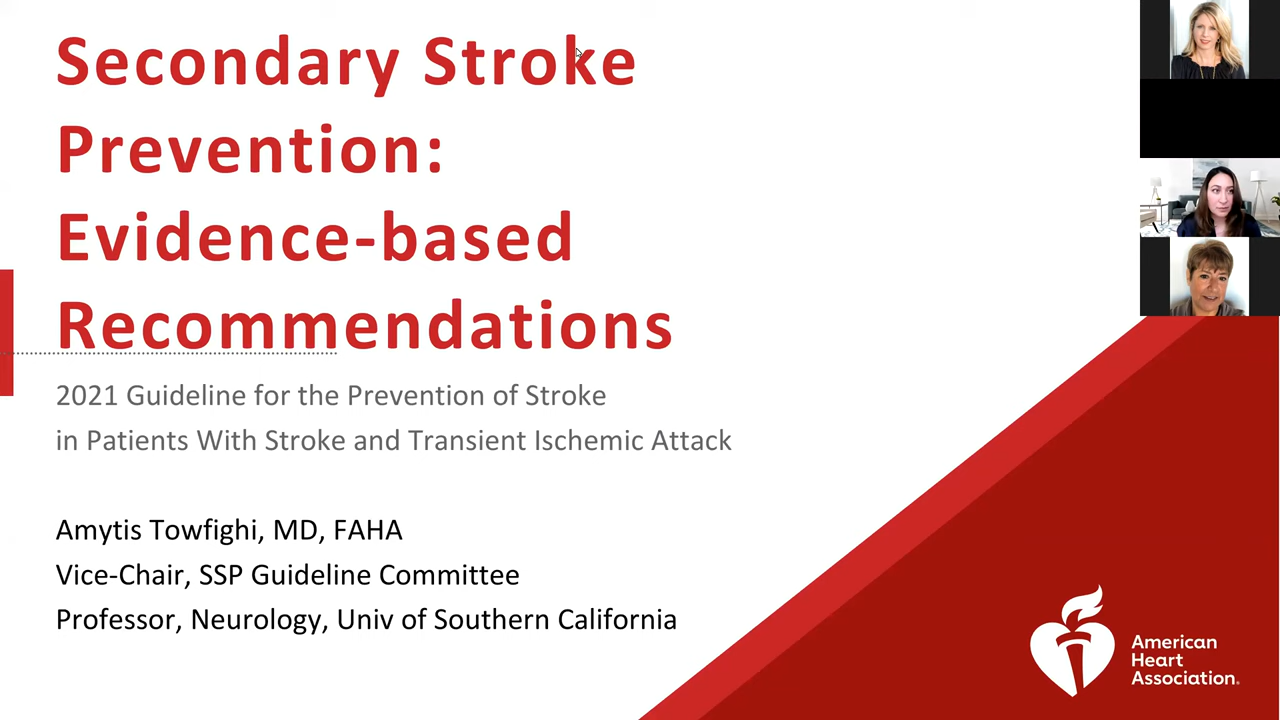 Secondary Stroke
Prevention:
Evidence-based
Recommendations
2021 Guideline for the Prevention of Stroke
in Patients With Stroke and Transient Ischemic Attack
Amytis Towfighi, MD, FAHA
Vice-Chair, SSP Guideline Committee
Professor, Neurology, Univ of Southern California
American
Heart
Association®